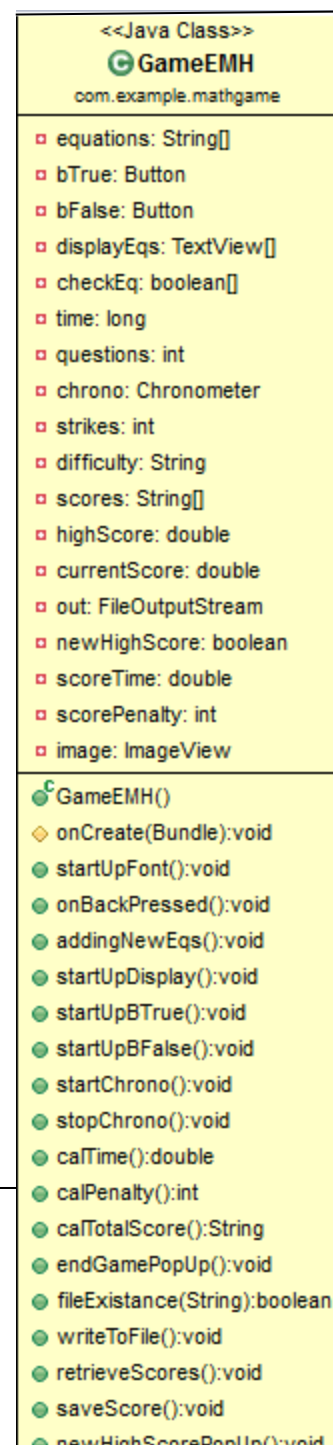 <<Java Class>>
GameEMH
com.example.mathgame
equations: String[]
bTrue: Button
bFalse: Button
displayEqs: TextView[]
checkEq: boolean[]
time: long
questions: int
chrono: Chronometer
strikes: int
difficulty: String
scores: String[]
highScore: double
currentScore: double
out: FileOutputStream
newHighScore: boolean
scoreTime: double
scorePenalty: int
image: ImageView
GameEMH()
onCreate(Bundle):void
startUpFont():void
onBackPressed():void
addingNewEqs():void
startUpDisplay():void
startUpBTrue():void
startUpBFalse():void
startChrono():void
stopChrono():void
calTime():double
calPenalty():int
calTotalScore():String
endGamePopUp():void
fileExistance(String):boolean
writeToFile():void
retrieveScores():void
saveScore():void
newHighScorePopUp():void